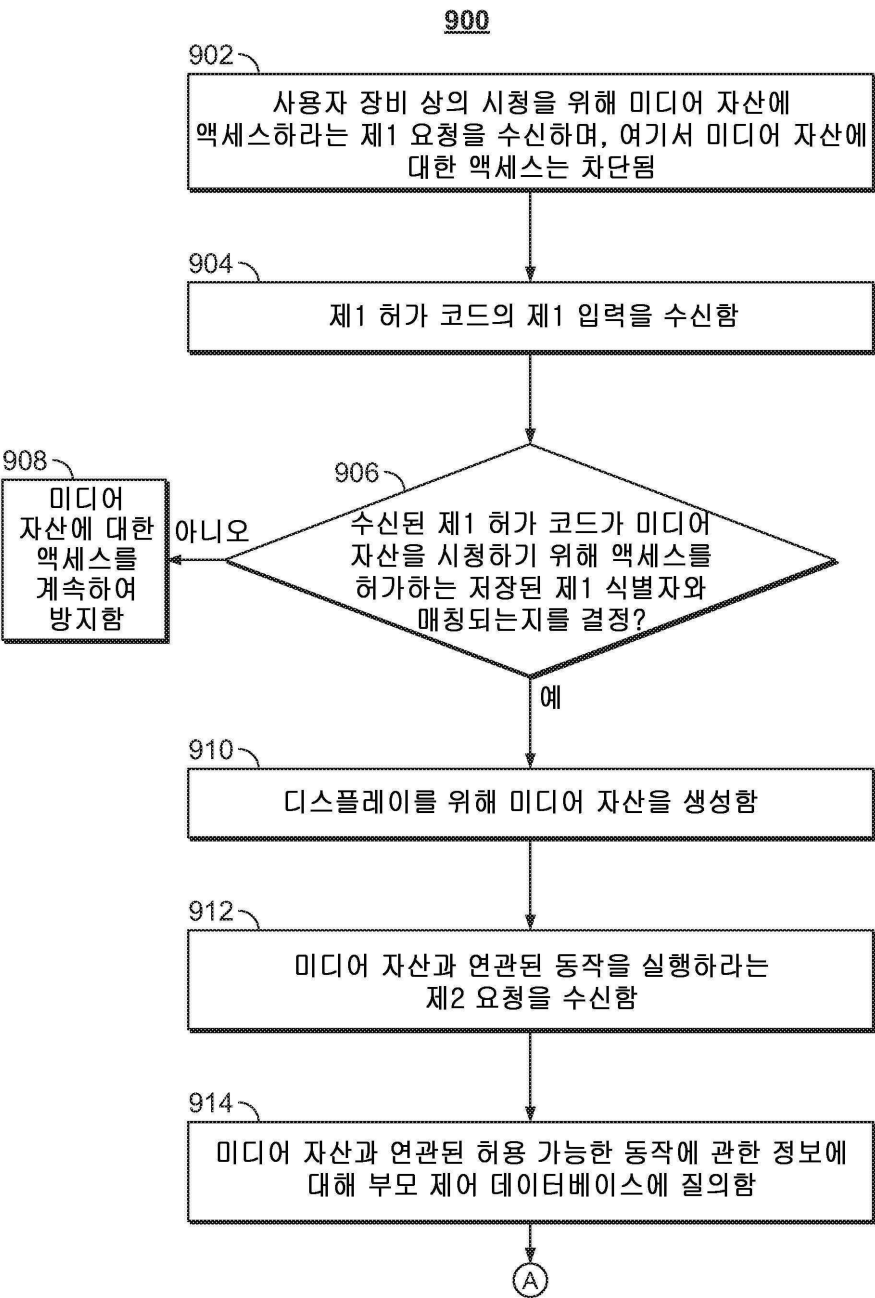 900
902
사용자 장비 상의 시청을 위해 미디어 자산에
액세스하라는 제1 요청을 수신하며, 여기서 미디어 자산에
대한 액세스는 차단됨
904
제1 허가 코드의 제1 입력을 수신함
906
수신된 제1 허가 코드가 미디어
자산을 시청하기 위해 액세스를
허가하는 저장된 제1 식별자와
매칭되는지를 결정?
908
미디어
자산에 대한
액세스를
계속하여
방지함
아니오
예
910
디스플레이를 위해 미디어 자산을 생성함
912
미디어 자산과 연관된 동작을 실행하라는
제2 요청을 수신함
914
미디어 자산과 연관된 허용 가능한 동작에 관한 정보에
대해 부모 제어 데이터베이스에 질의함
A